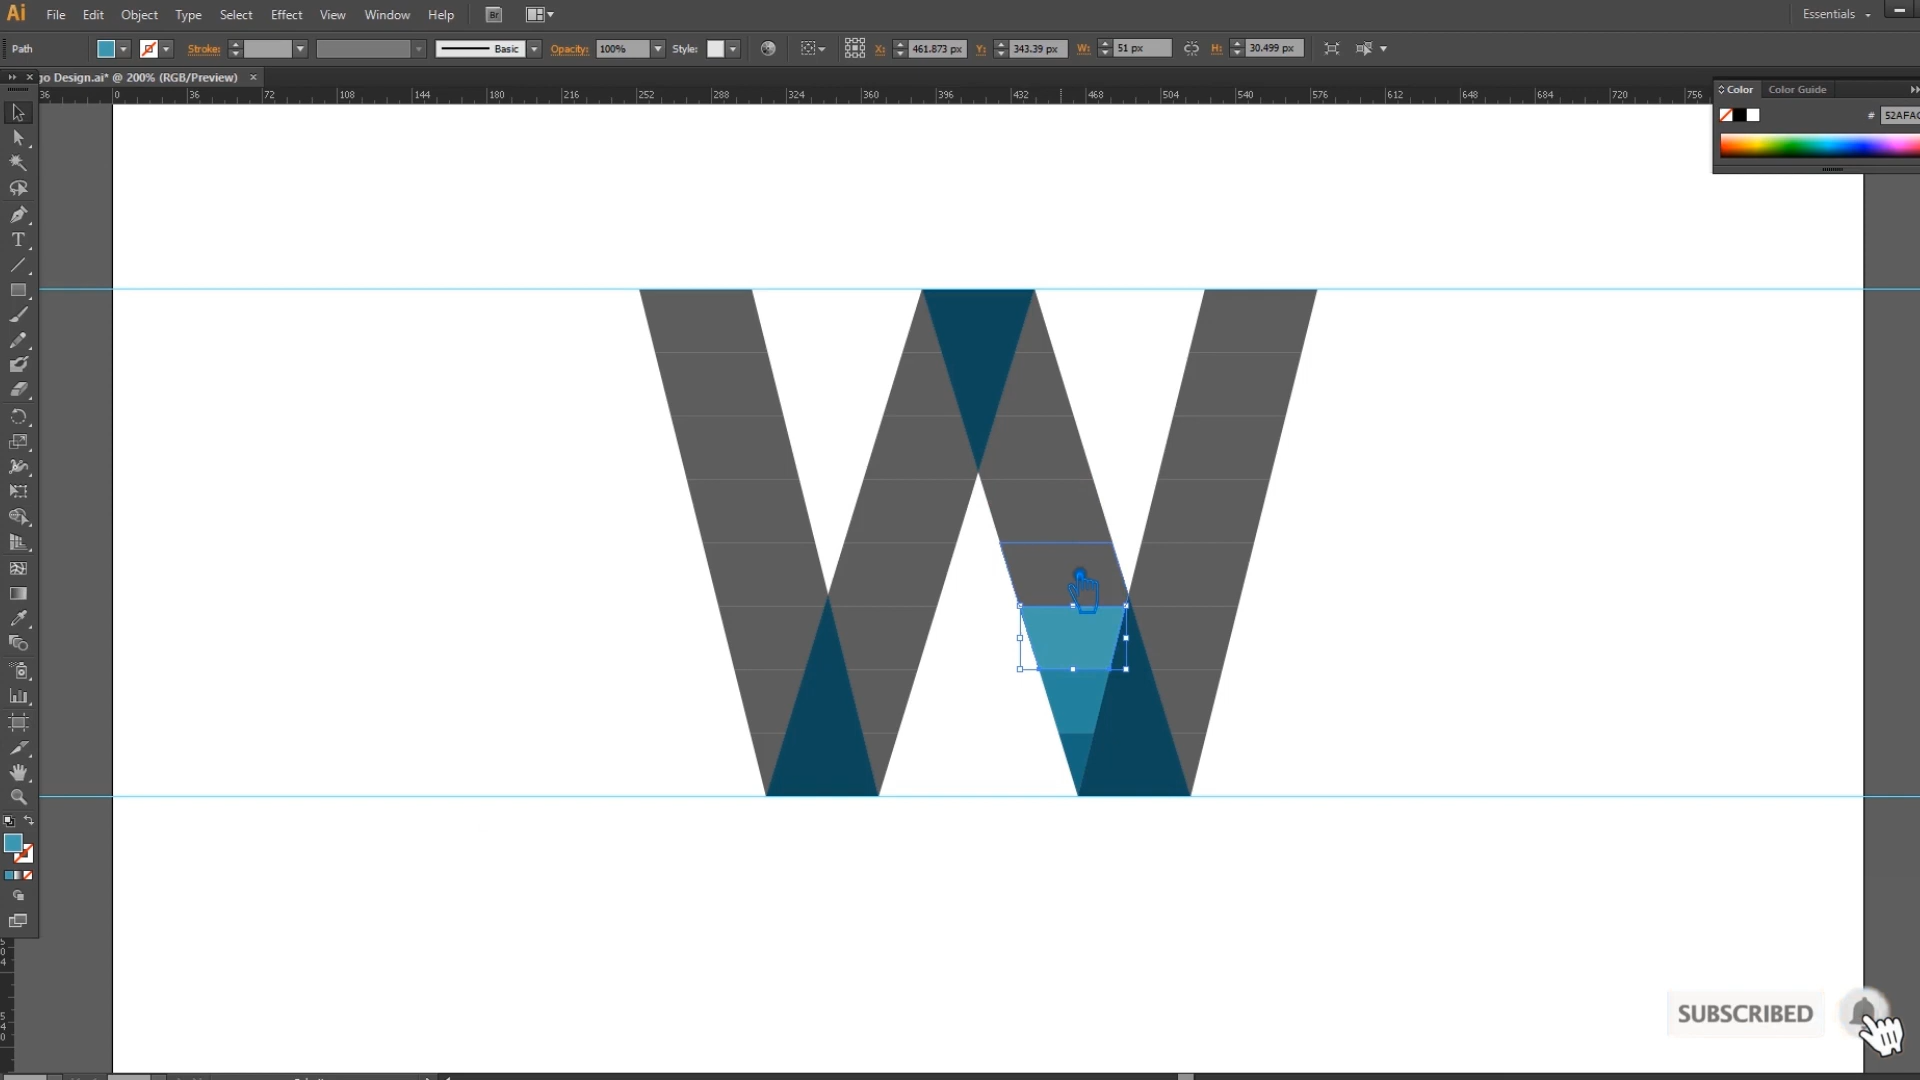 Ai File Edit Object Type Select Effect View Window Help Br Essentials
Path Stroke: Basic Opacity: 100% Style: X: 461.873 px Y: 343.39 px W: 51 px H: 30.499 px
go Design.ai* @ 200% (RGB/Preview)
36 0 36 72 108 144 180 216 252 288 324 360 396 432 468 504 540 576 612 648 684 720 756
Color Color Guide
# 52AFAC
T
SUBSCRIBED